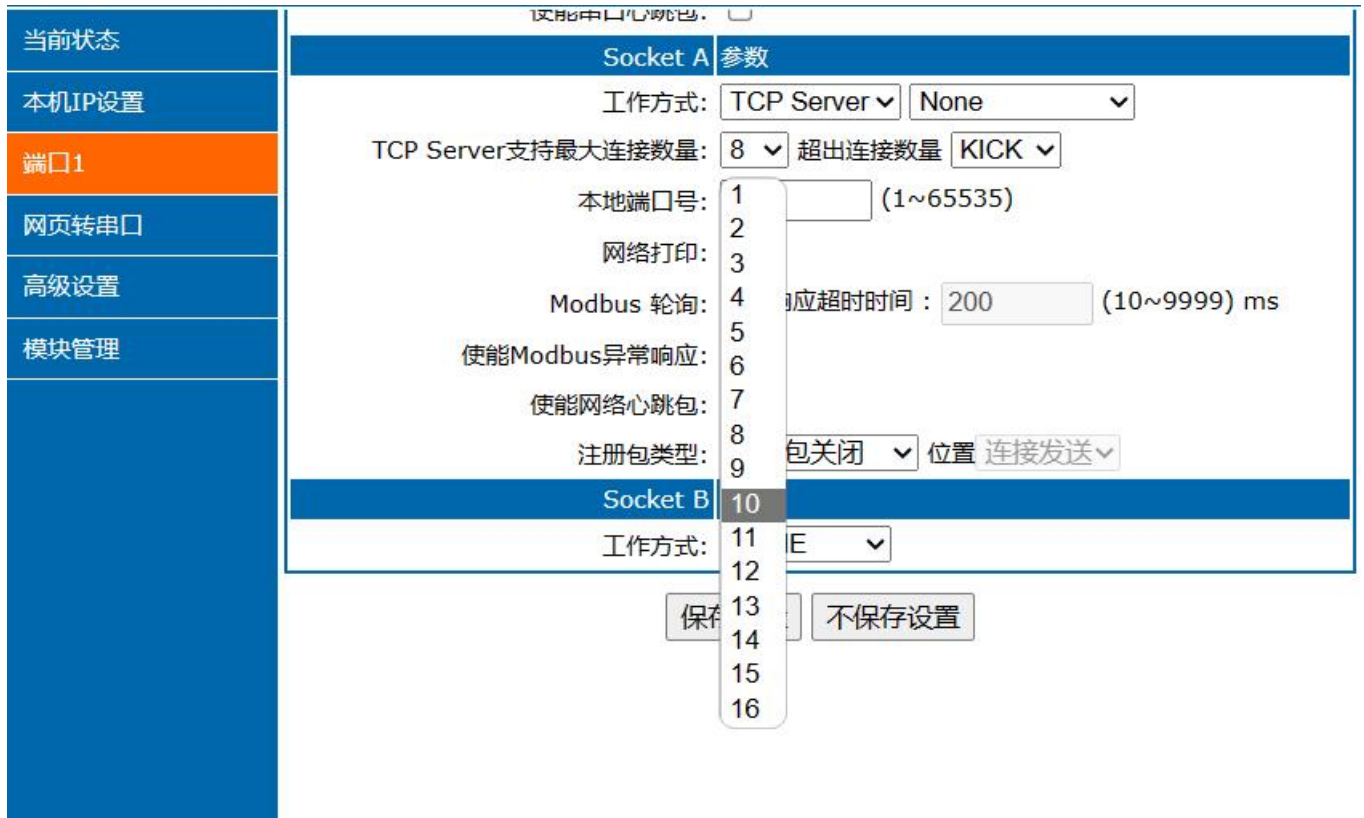 当前状态
本机IP设置
端口1
网页转串口
高级设置
模块管理
使能串口心跳包:
Socket A 参数
工作方式: TCP Server None
TCP Server支持最大连接数量: 8 超出连接数量 KICK
本地端口号: (1~65535)
网络打印:
Modbus 轮询: 应超时时间 : 200 (10~9999) ms
使能Modbus异常响应:
使能网络心跳包:
注册包类型: 包关闭 位置 连接发送
Socket B
工作方式: E
1
2
3
4
5
6
7
8
9
10
11
12
13
14
15
16
保存 不保存设置